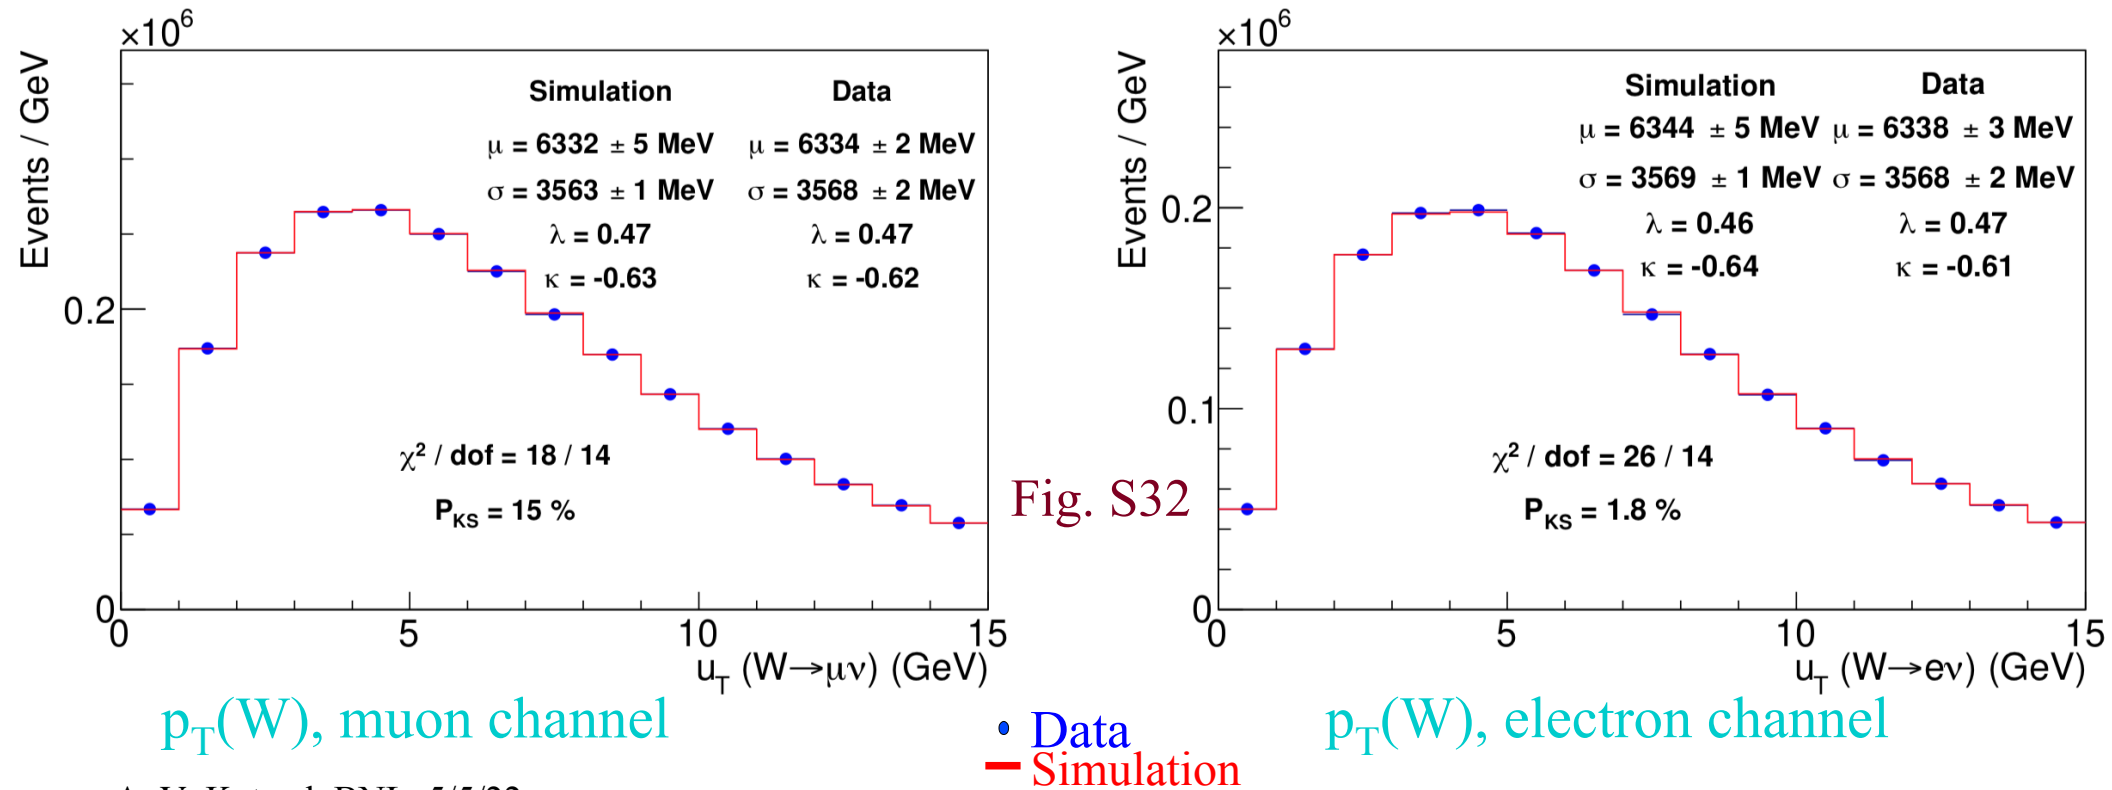 ×10⁶
Events / GeV
Simulation Data
μ = 6332 ± 5 MeV μ = 6334 ± 2 MeV
σ = 3563 ± 1 MeV σ = 3568 ± 2 MeV
λ = 0.47 λ = 0.47
κ = -0.63 κ = -0.62
0.2
χ² / dof = 18 / 14
P_KS = 15 %
0
0 5 10 15
u_T (W→μν) (GeV)
p_T(W), muon channel
Fig. S32
×10⁶
Events / GeV
Simulation Data
μ = 6344 ± 5 MeV μ = 6338 ± 3 MeV
σ = 3569 ± 1 MeV σ = 3568 ± 2 MeV
λ = 0.46 λ = 0.47
κ = -0.64 κ = -0.61
0.2
0.1
χ² / dof = 26 / 14
P_KS = 1.8 %
0
0 5 10 15
u_T (W→eν) (GeV)
p_T(W), electron channel
Data
Simulation